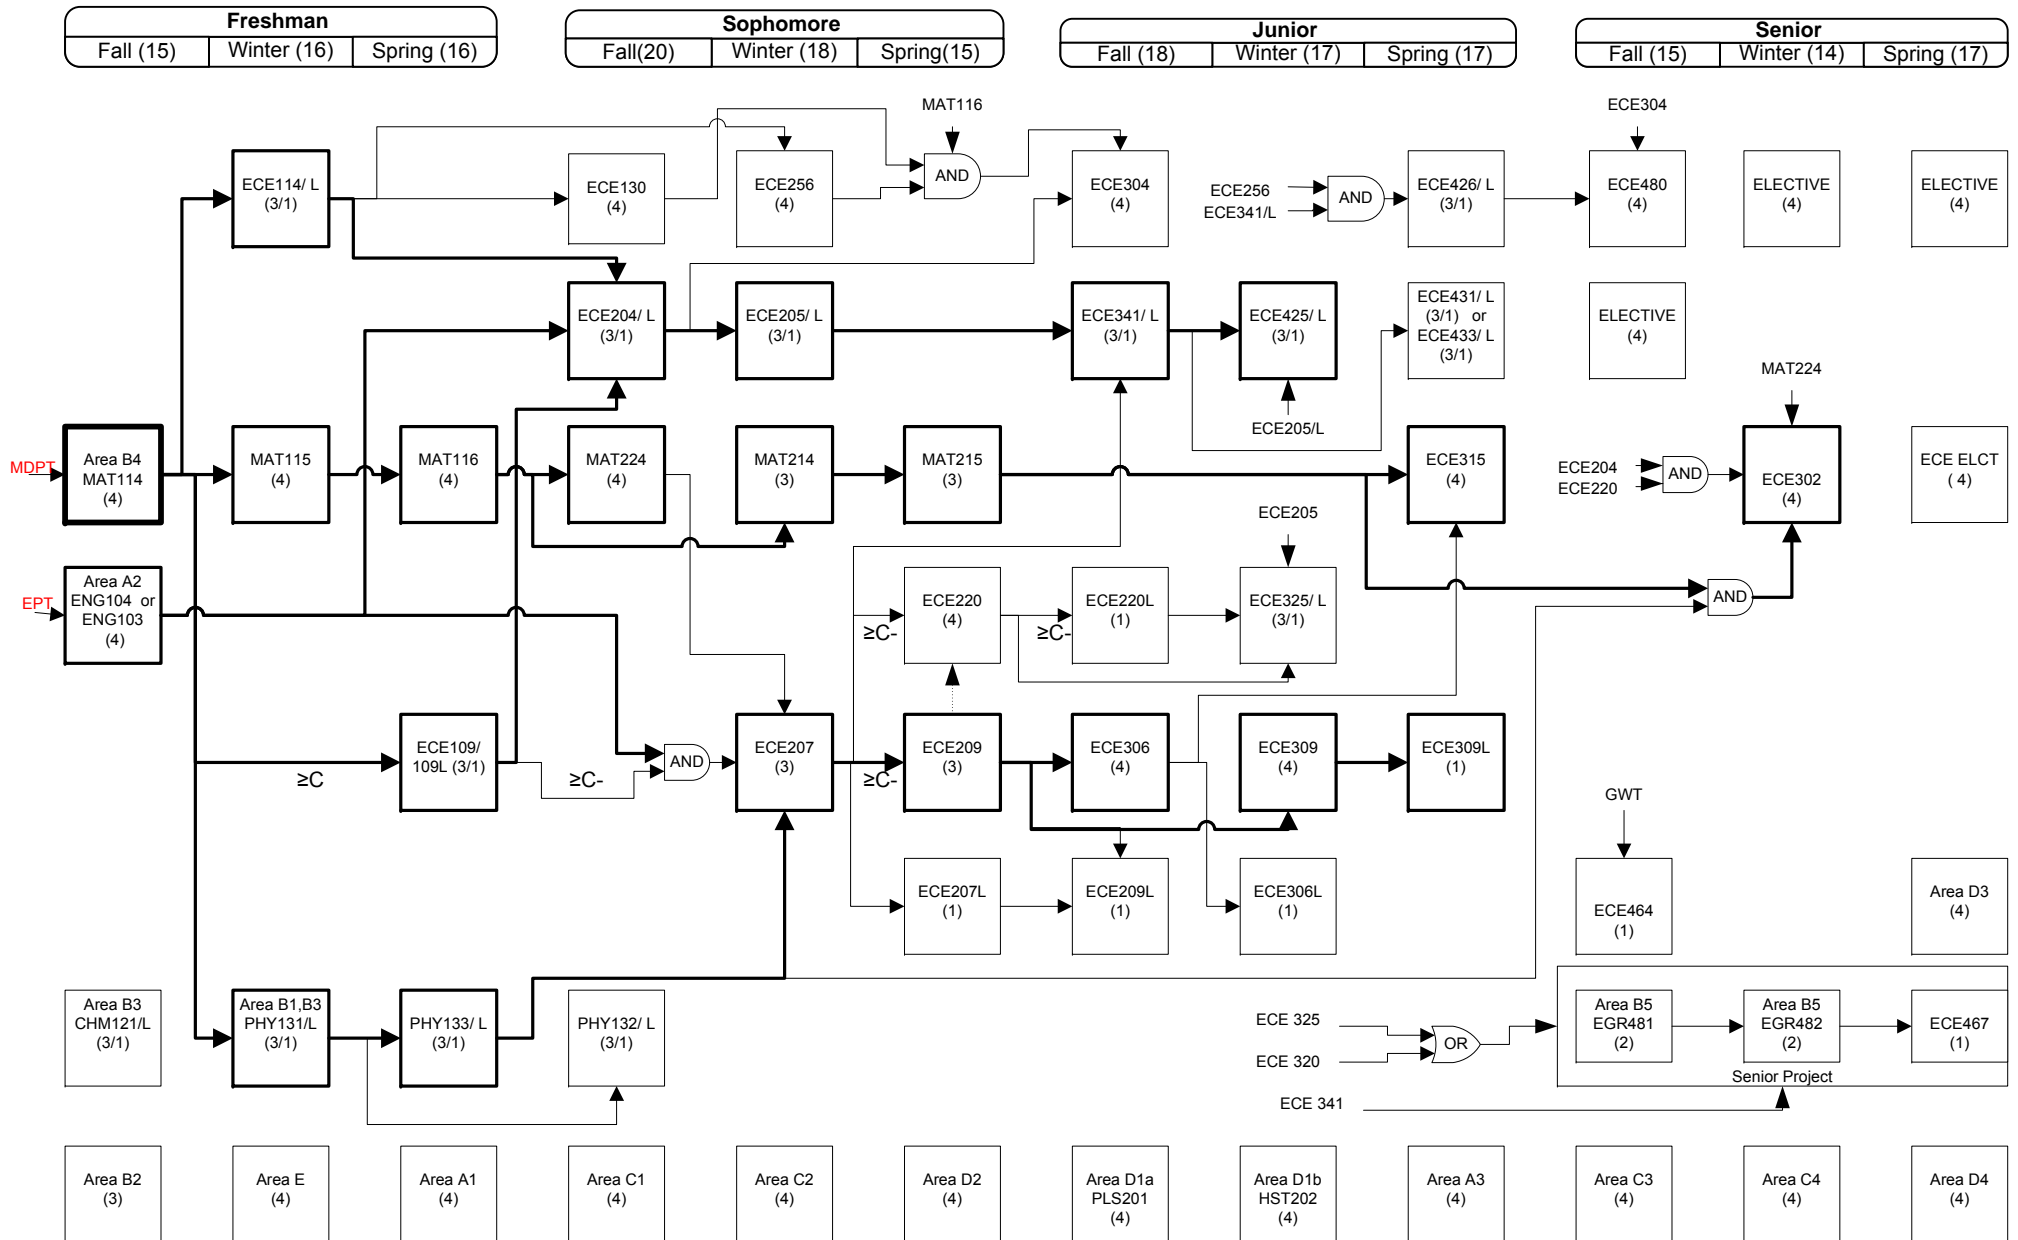 Freshman
Fall (15)
Winter (16)
Spring (16)
Sophomore
Fall(20)
Winter (18)
Spring(15)
Junior
Fall (18)
Winter (17)
Spring (17)
Senior
Fall (15)
Winter (14)
Spring (17)
MAT116
ECE304
ECE114/ L
(3/1)
ECE130
(4)
ECE256
(4)
AND
ECE304
(4)
ECE256
ECE341/L
AND
ECE426/ L
(3/1)
ECE480
(4)
ELECTIVE
(4)
ELECTIVE
(4)
ECE204/ L
(3/1)
ECE205/ L
(3/1)
ECE341/ L
(3/1)
ECE425/ L
(3/1)
ECE431/ L
(3/1) or
ECE433/ L
(3/1)
ELECTIVE
(4)
MAT224
ECE205/L
MDPT
Area B4
MAT114
(4)
MAT115
(4)
MAT116
(4)
MAT224
(4)
MAT214
(3)
MAT215
(3)
ECE315
(4)
ECE204
ECE220
AND
ECE302
(4)
ECE ELCT
( 4)
ECE205
EPT
Area A2
ENG104 or
ENG103
(4)
≥C-
ECE220
(4)
≥C-
ECE220L
(1)
ECE325/ L
(3/1)
AND
≥C
ECE109/
109L (3/1)
≥C-
AND
ECE207
(3)
≥C-
ECE209
(3)
ECE306
(4)
ECE309
(4)
ECE309L
(1)
GWT
ECE207L
(1)
ECE209L
(1)
ECE306L
(1)
ECE464
(1)
Area D3
(4)
Area B3
CHM121/L
(3/1)
Area B1,B3
PHY131/L
(3/1)
PHY133/ L
(3/1)
PHY132/ L
(3/1)
ECE 325
ECE 320
OR
Area B5
EGR481
(2)
Area B5
EGR482
(2)
ECE467
(1)
Senior Project
ECE 341
Area B2
(3)
Area E
(4)
Area A1
(4)
Area C1
(4)
Area C2
(4)
Area D2
(4)
Area D1a
PLS201
(4)
Area D1b
HST202
(4)
Area A3
(4)
Area C3
(4)
Area C4
(4)
Area D4
(4)